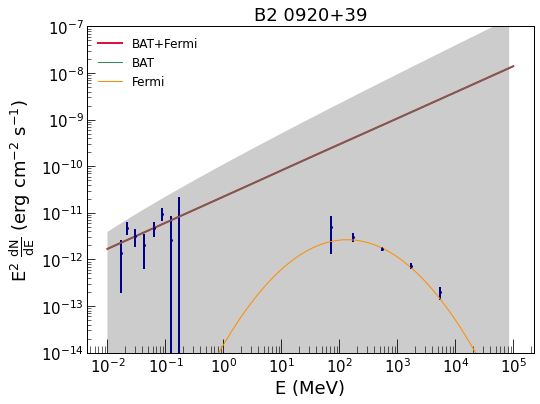 B2 0920+39
BAT+Fermi
BAT
Fermi
E² dN/dE (erg cm⁻² s⁻¹)
10⁻⁷
10⁻⁸
10⁻⁹
10⁻¹⁰
10⁻¹¹
10⁻¹²
10⁻¹³
10⁻¹⁴
10⁻² 10⁻¹ 10⁰ 10¹ 10² 10³ 10⁴ 10⁵
E (MeV)